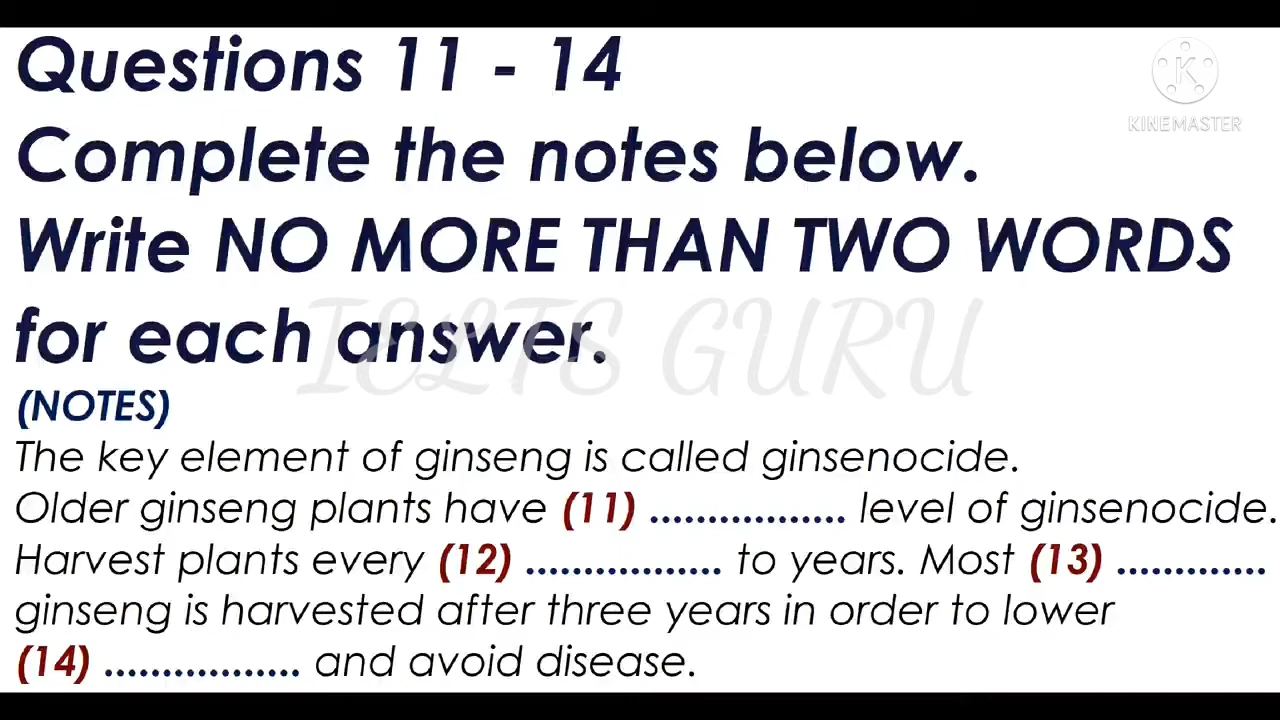 Questions 11 - 14
KINEMASTER
Complete the notes below.
Write NO MORE THAN TWO WORDS
for each answer.
IELTS GURU
(NOTES)
The key element of ginseng is called ginsenocide.
Older ginseng plants have (11) ................. level of ginsenocide.
Harvest plants every (12) ................. to years. Most (13) .............
ginseng is harvested after three years in order to lower
(14) ................. and avoid disease.